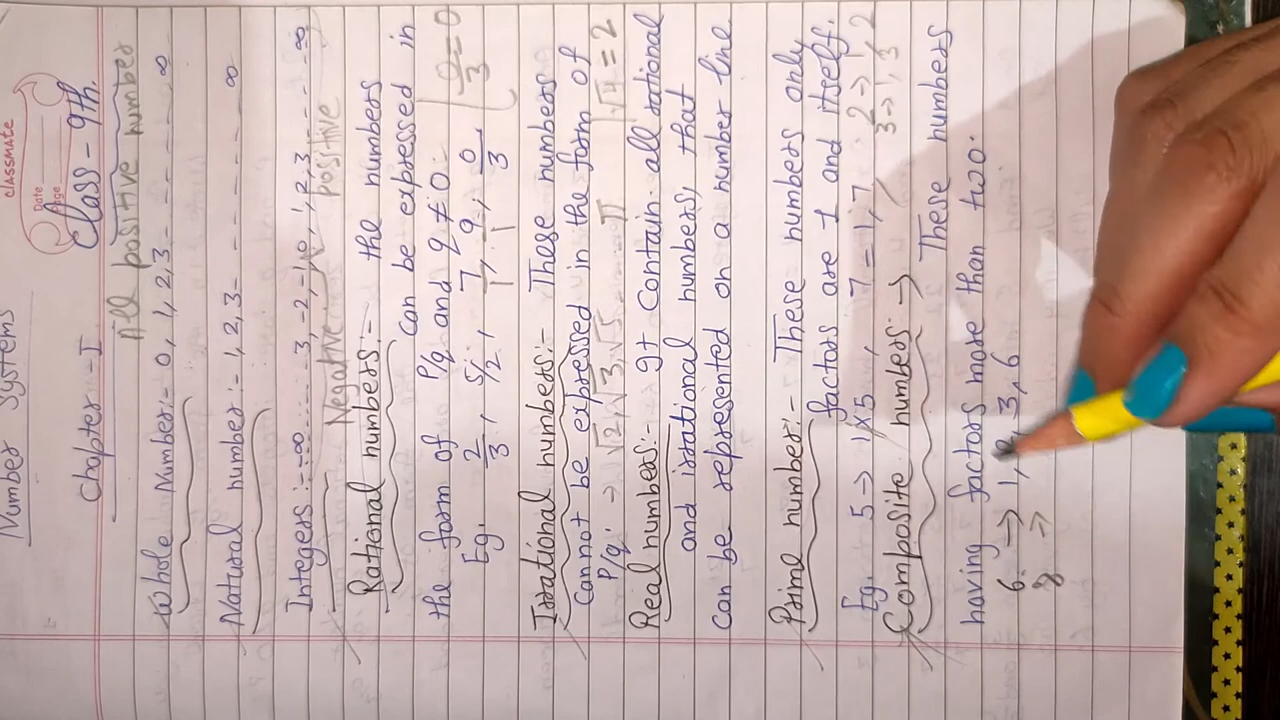 CLASSMATE
Date
Page
Number Systems
Class - 9th.
Chapter - I
All positive number
Whole Number:- 0, 1, 2, 3 - - - - - - ∞
Natural number :- 1, 2, 3 - - - - - - ∞
Integers :- -∞ ...... 3, -2, -1, 0, 1, 2, 3 - - - - ∞
Negative positive
Rational numbers:- the numbers
can be expressed in
the form of P/q and q ≠ 0.
Eg. 2/3, 5/2, 7/1, 9/1, 0/3 0/3 = 0
Irrational numbers:- These numbers
cannot be expressed in the form of
P/q. → √2, √3, √5 - - - π √4 = 2
Real numbers:- It contain all rational
and irrational numbers, that
can be represented on a number line
Prime number:- These numbers only
factors are 1 and itself.
Eg. 5 → 1×5, 7 = 1, 7 2 → 1, 2
3 → 1, 3
Composite numbers :→ These numbers
having factors more than two.
6 → 1, 2, 3, 6
8 →